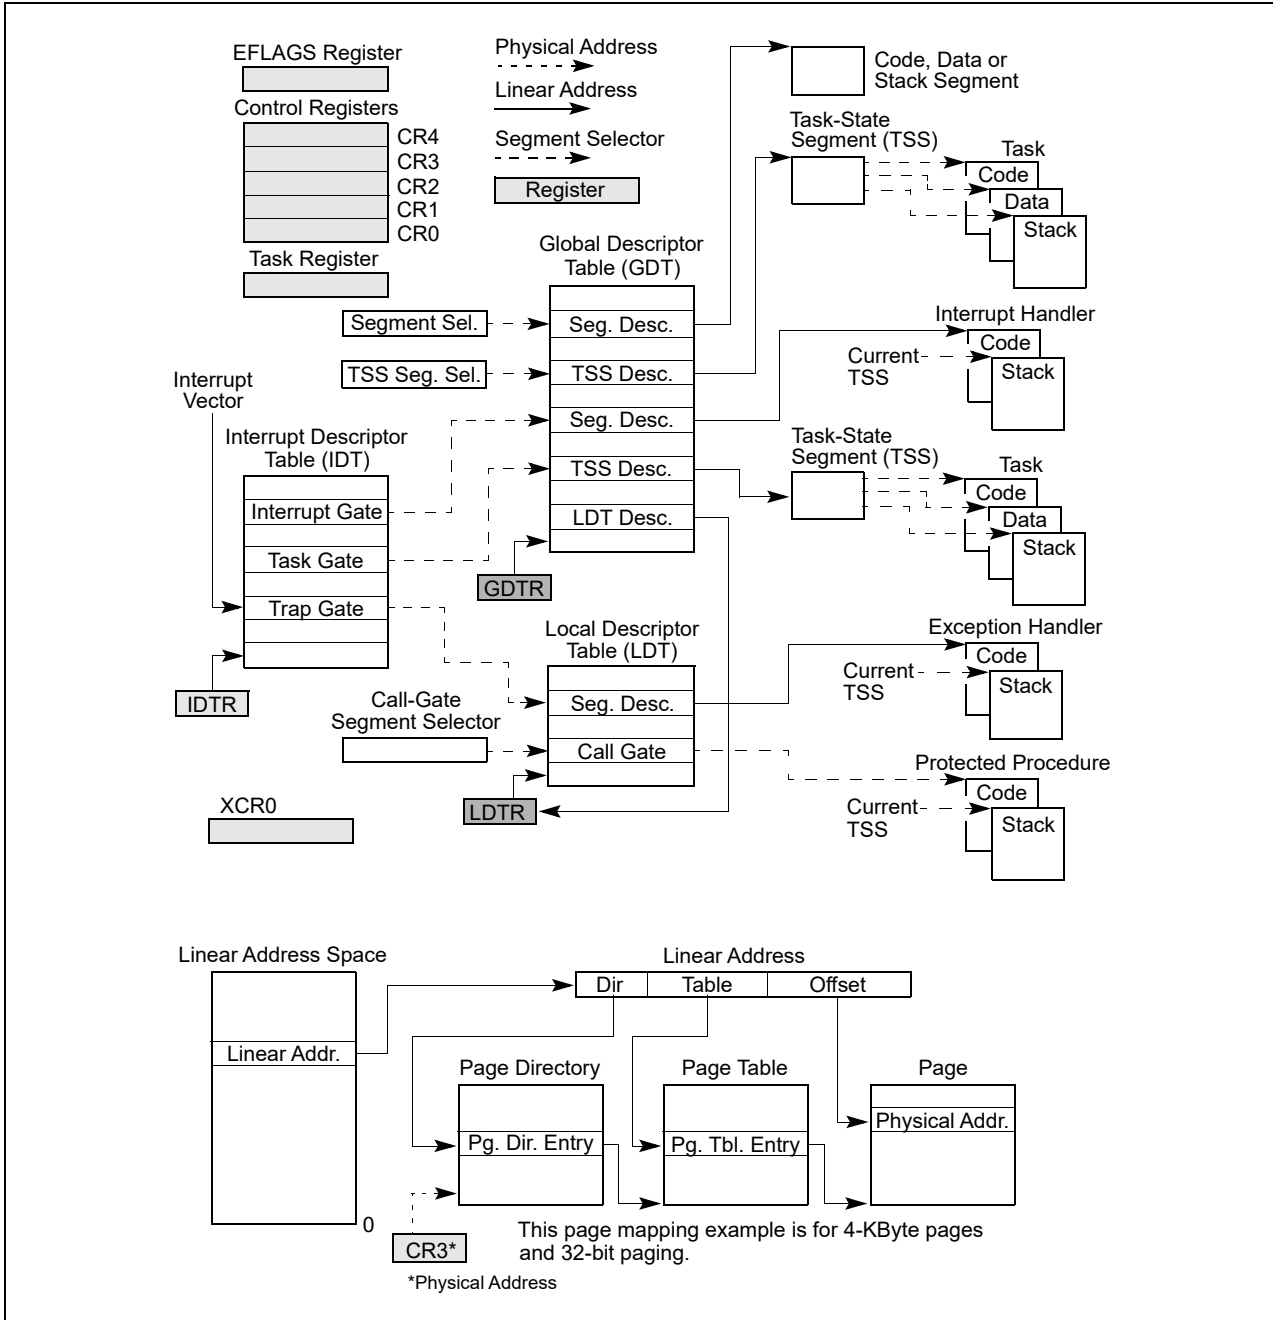 EFLAGS Register
Control Registers
CR4
CR3
CR2
CR1
CR0
Task Register
Physical Address
Linear Address
Segment Selector
Register
Code, Data or
Stack Segment
Task-State
Segment (TSS)
Task
Code
Data
Stack
Global Descriptor
Table (GDT)
Segment Sel.
Seg. Desc.
TSS Seg. Sel.
TSS Desc.
Seg. Desc.
TSS Desc.
LDT Desc.
GDTR
Interrupt Handler
Code
Current
TSS
Stack
Interrupt
Vector
Interrupt Descriptor
Table (IDT)
Interrupt Gate
Task Gate
Trap Gate
IDTR
Task-State
Segment (TSS)
Task
Code
Data
Stack
Local Descriptor
Table (LDT)
Seg. Desc.
Call-Gate
Segment Selector
Call Gate
LDTR
Exception Handler
Code
Current
TSS
Stack
Protected Procedure
Code
Current
TSS
Stack
XCR0
Linear Address Space
Linear Addr.
0
Linear Address
Dir Table Offset
Page Directory
Pg. Dir. Entry
Page Table
Pg. Tbl. Entry
Page
Physical Addr.
CR3*
*Physical Address
This page mapping example is for 4-KByte pages
and 32-bit paging.